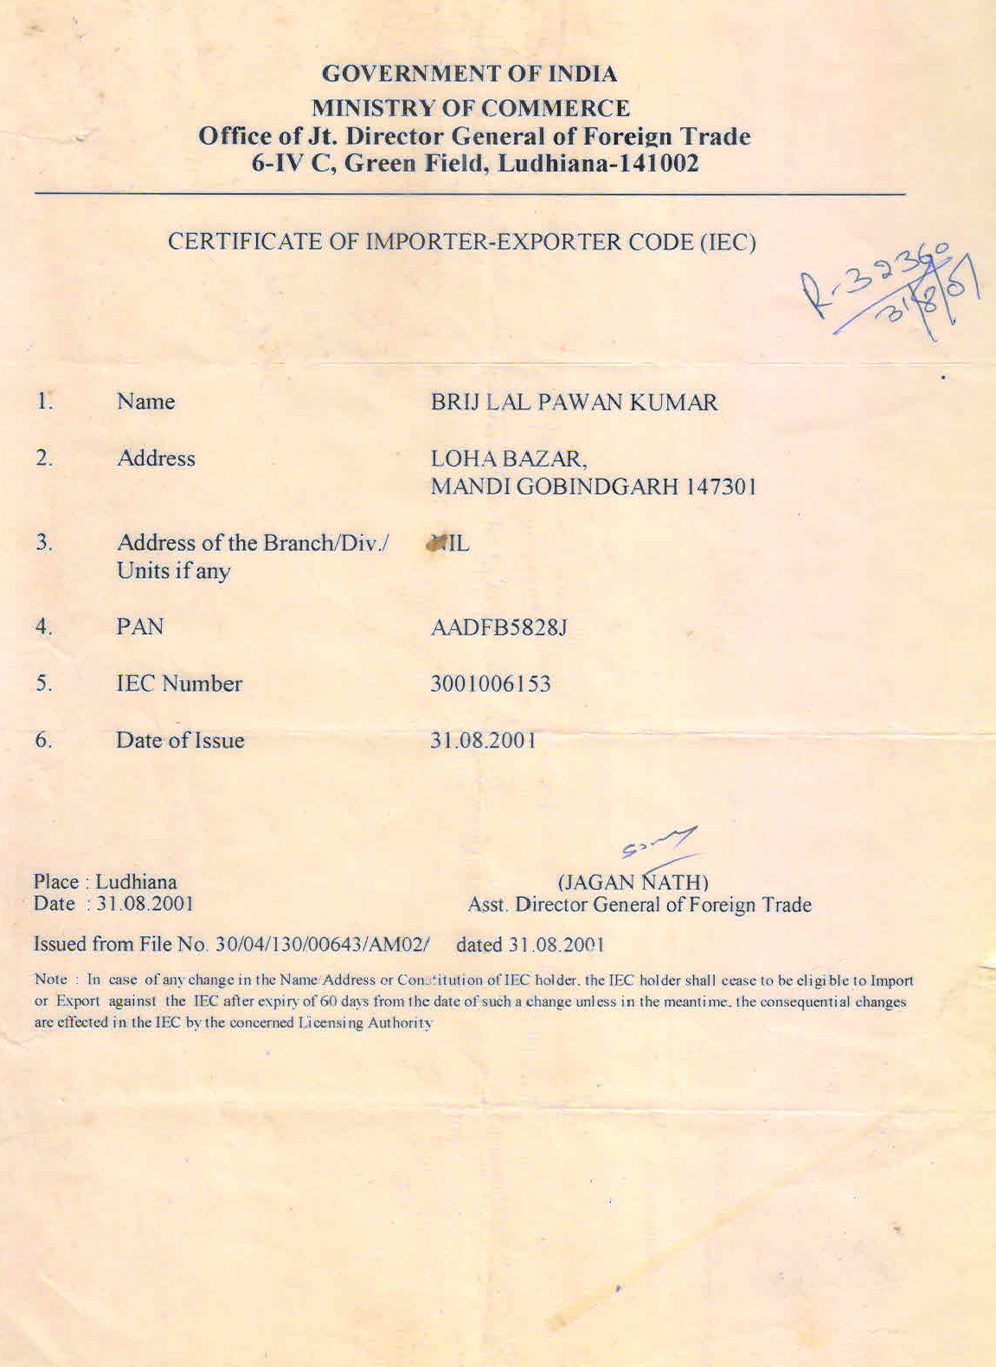 GOVERNMENT OF INDIA
MINISTRY OF COMMERCE
Office of Jt. Director General of Foreign Trade
6-IV C, Green Field, Ludhiana-141002
CERTIFICATE OF IMPORTER-EXPORTER CODE (IEC)
R-32360
31/8/01
1. Name BRIJ LAL PAWAN KUMAR
2. Address LOHA BAZAR,
MANDI GOBINDGARH 147301
3. Address of the Branch/Div./ NIL
Units if any
4. PAN AADFB5828J
5. IEC Number 3001006153
6. Date of Issue 31.08.2001
Place : Ludhiana (JAGAN NATH)
Date : 31.08.2001 Asst. Director General of Foreign Trade
Issued from File No. 30/04/130/00643/AM02/ dated 31.08.2001
Note : In case of any change in the Name/Address or Constitution of IEC holder, the IEC holder shall cease to be eligible to Import
or Export against the IEC after expiry of 60 days from the date of such a change unless in the meantime, the consequential changes
are effected in the IEC by the concerned Licensing Authority